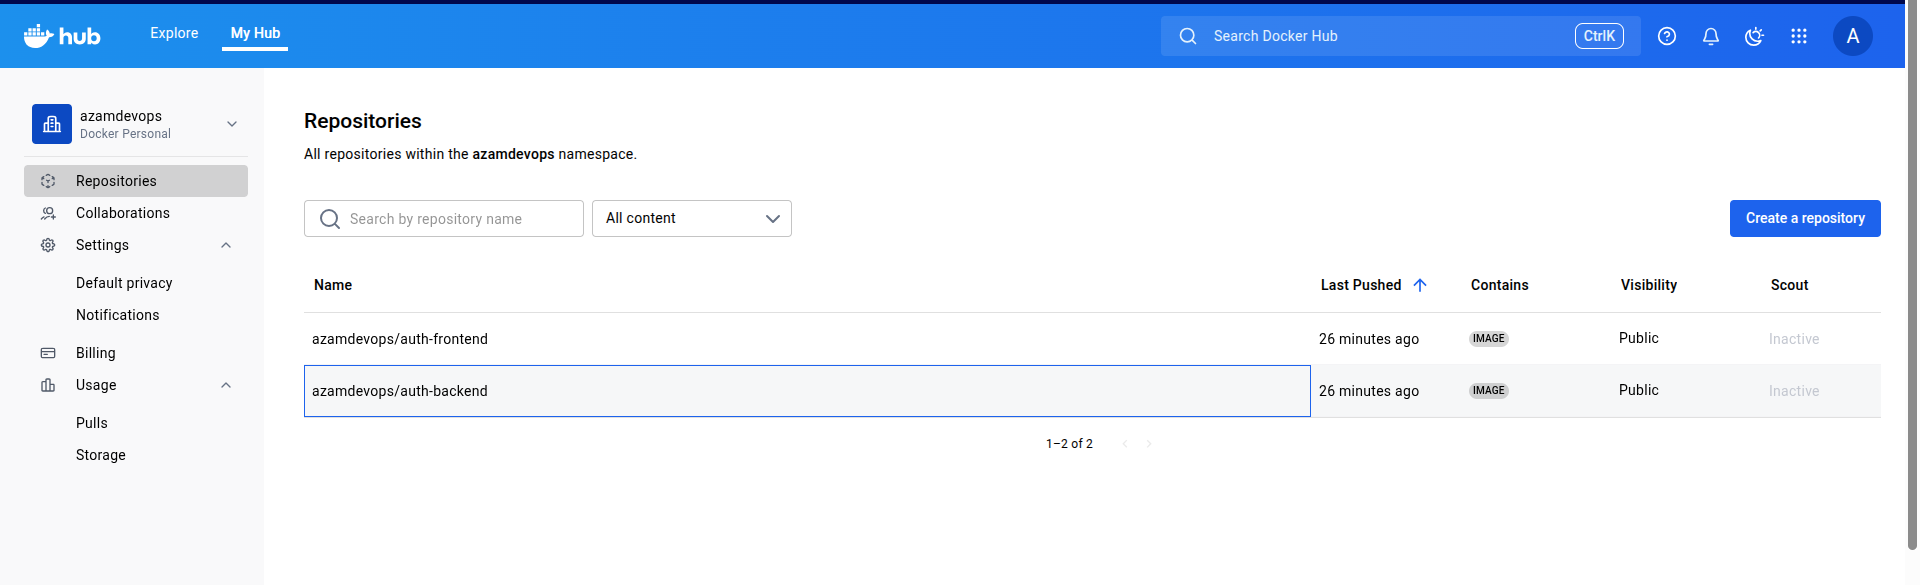 hub Explore My Hub Search Docker Hub CtrlK A
azamdevops
Docker Personal
Repositories
Collaborations
Settings
Default privacy
Notifications
Billing
Usage
Pulls
Storage
Repositories
All repositories within the azamdevops namespace.
Search by repository name All content Create a repository
Name Last Pushed Contains Visibility Scout
azamdevops/auth-frontend 26 minutes ago IMAGE Public Inactive
azamdevops/auth-backend 26 minutes ago IMAGE Public Inactive
1–2 of 2